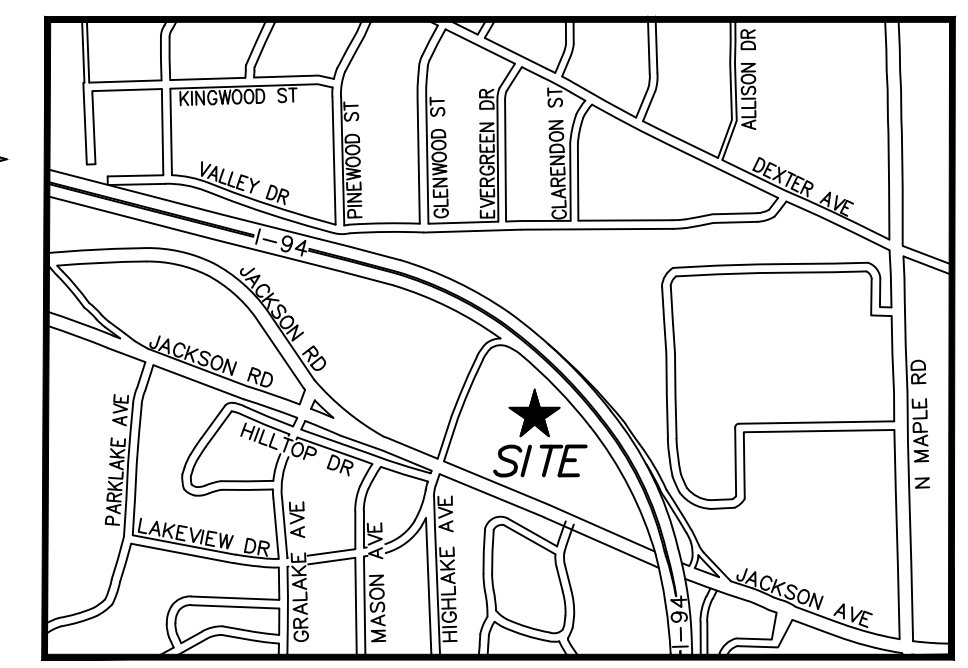 KINGWOOD ST
VALLEY DR
PINEWOOD ST
GLENWOOD ST
EVERGREEN DR
CLARENDON ST
ALLISON DR
DEXTER AVE
I-94
JACKSON RD
JACKSON RD
HILLTOP DR
PARKLAKE AVE
LAKEVIEW DR
GRALAKE AVE
MASON AVE
HIGHLAKE AVE
SITE
N MAPLE RD
JACKSON AVE
I-94